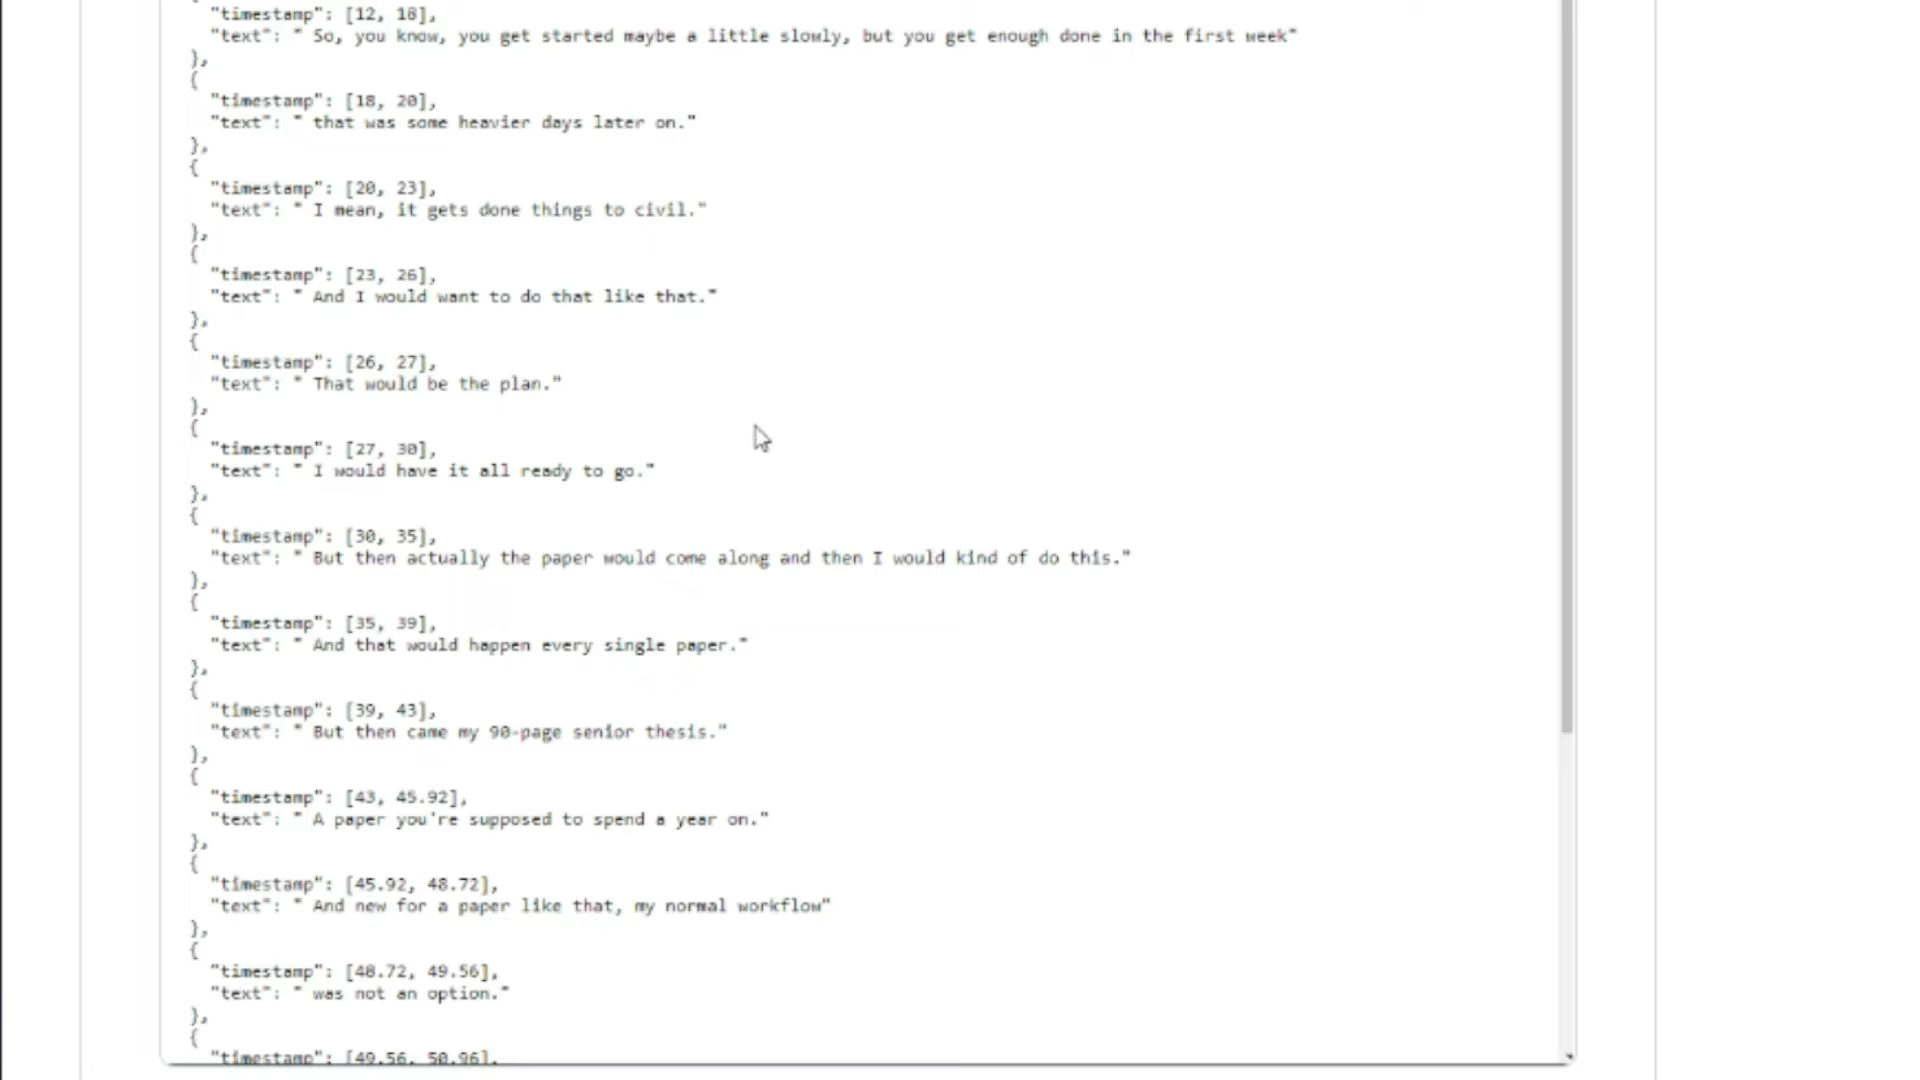 "timestamp": [12, 18],
"text": " So, you know, you get started maybe a little slowly, but you get enough done in the first week"
},
{
"timestamp": [18, 20],
"text": " that was some heavier days later on."
},
{
"timestamp": [20, 23],
"text": " I mean, it gets done things to civil."
},
{
"timestamp": [23, 26],
"text": " And I would want to do that like that."
},
{
"timestamp": [26, 27],
"text": " That would be the plan."
},
{
"timestamp": [27, 30],
"text": " I would have it all ready to go."
},
{
"timestamp": [30, 35],
"text": " But then actually the paper would come along and then I would kind of do this."
},
{
"timestamp": [35, 39],
"text": " And that would happen every single paper."
},
{
"timestamp": [39, 43],
"text": " But then came my 90-page senior thesis."
},
{
"timestamp": [43, 45.92],
"text": " A paper you're supposed to spend a year on."
},
{
"timestamp": [45.92, 48.72],
"text": " And new for a paper like that, my normal workflow"
},
{
"timestamp": [48.72, 49.56],
"text": " was not an option."
},
{
"timestamp": [49.56, 50.96],